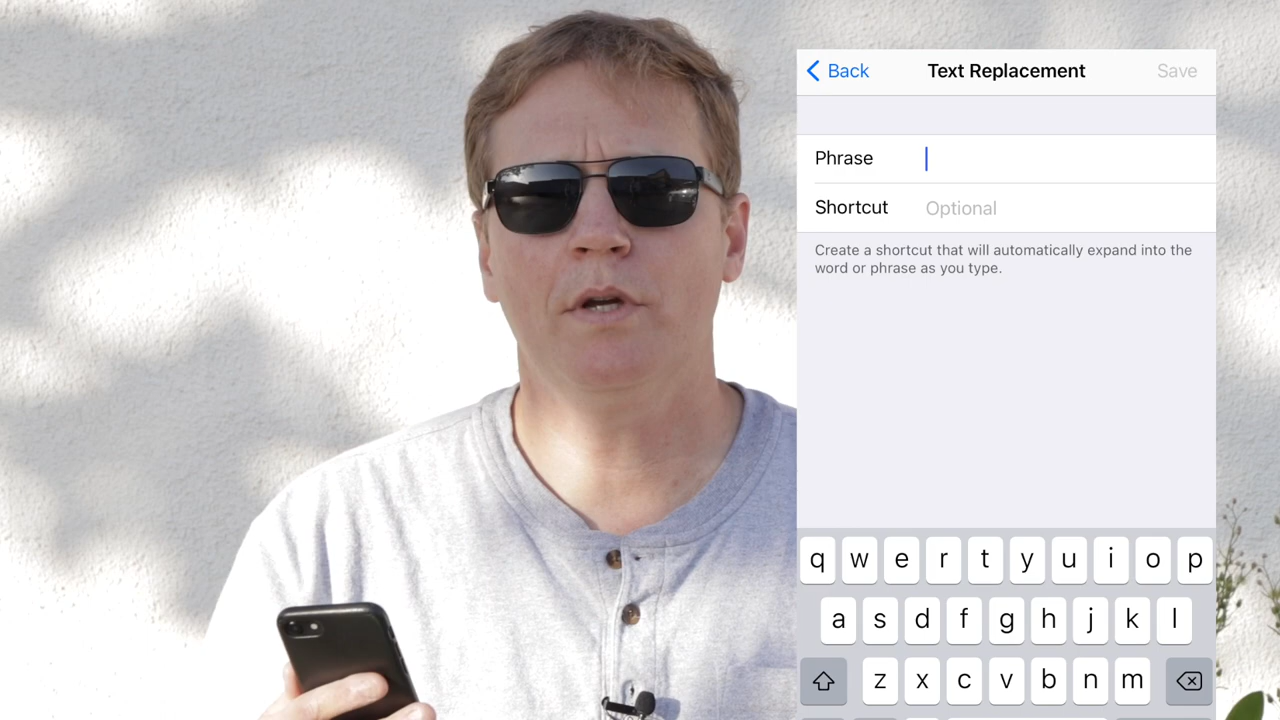 Back Text Replacement Save
Phrase
Shortcut Optional
Create a shortcut that will automatically expand into the
word or phrase as you type.
q w e r t y u i o p
a s d f g h j k l
z x c v b n m